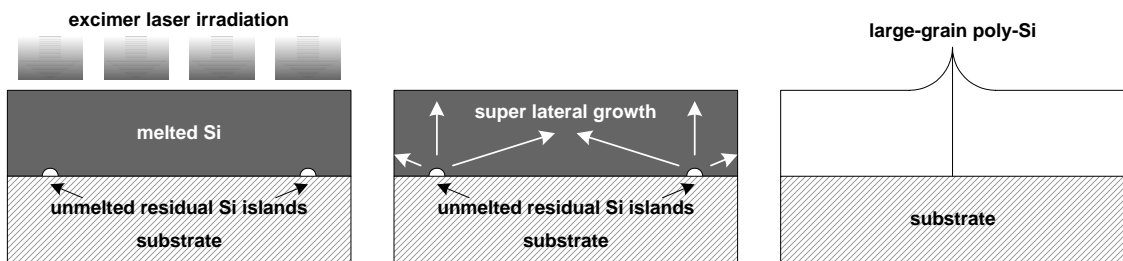 excimer laser irradiation
melted Si
unmelted residual Si islands
substrate
super lateral growth
unmelted residual Si islands
substrate
large-grain poly-Si
substrate